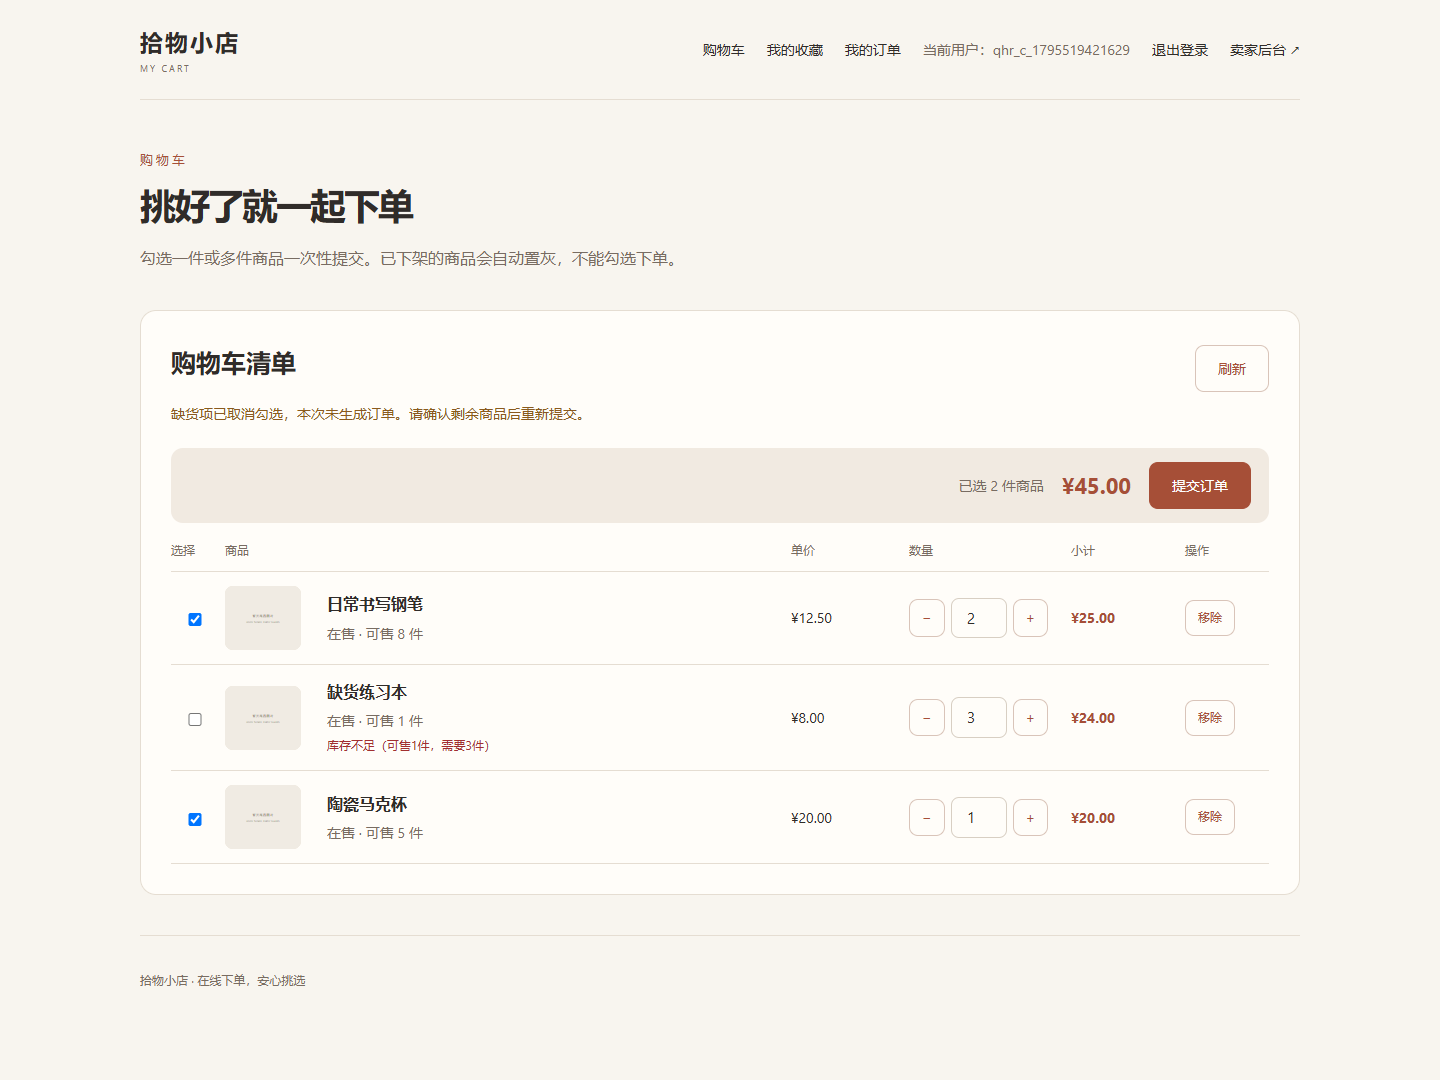 拾物小店
MY CART
购物车 我的收藏 我的订单 当前用户：qhr_c_1795519421629 退出登录 卖家后台 ↗
购物车
挑好了就一起下单
勾选一件或多件商品一次性提交。已下架的商品会自动置灰，不能勾选下单。
购物车清单
刷新
缺货项已取消勾选，本次未生成订单。请确认剩余商品后重新提交。
已选 2 件商品 ¥45.00 提交订单
选择 商品 单价 数量 小计 操作
日常书写钢笔
在售 · 可售 8 件
¥12.50 − 2 + ¥25.00 移除
缺货练习本
在售 · 可售 1 件
库存不足（可售1件，需要3件）
¥8.00 − 3 + ¥24.00 移除
陶瓷马克杯
在售 · 可售 5 件
¥20.00 − 1 + ¥20.00 移除
拾物小店 · 在线下单，安心挑选